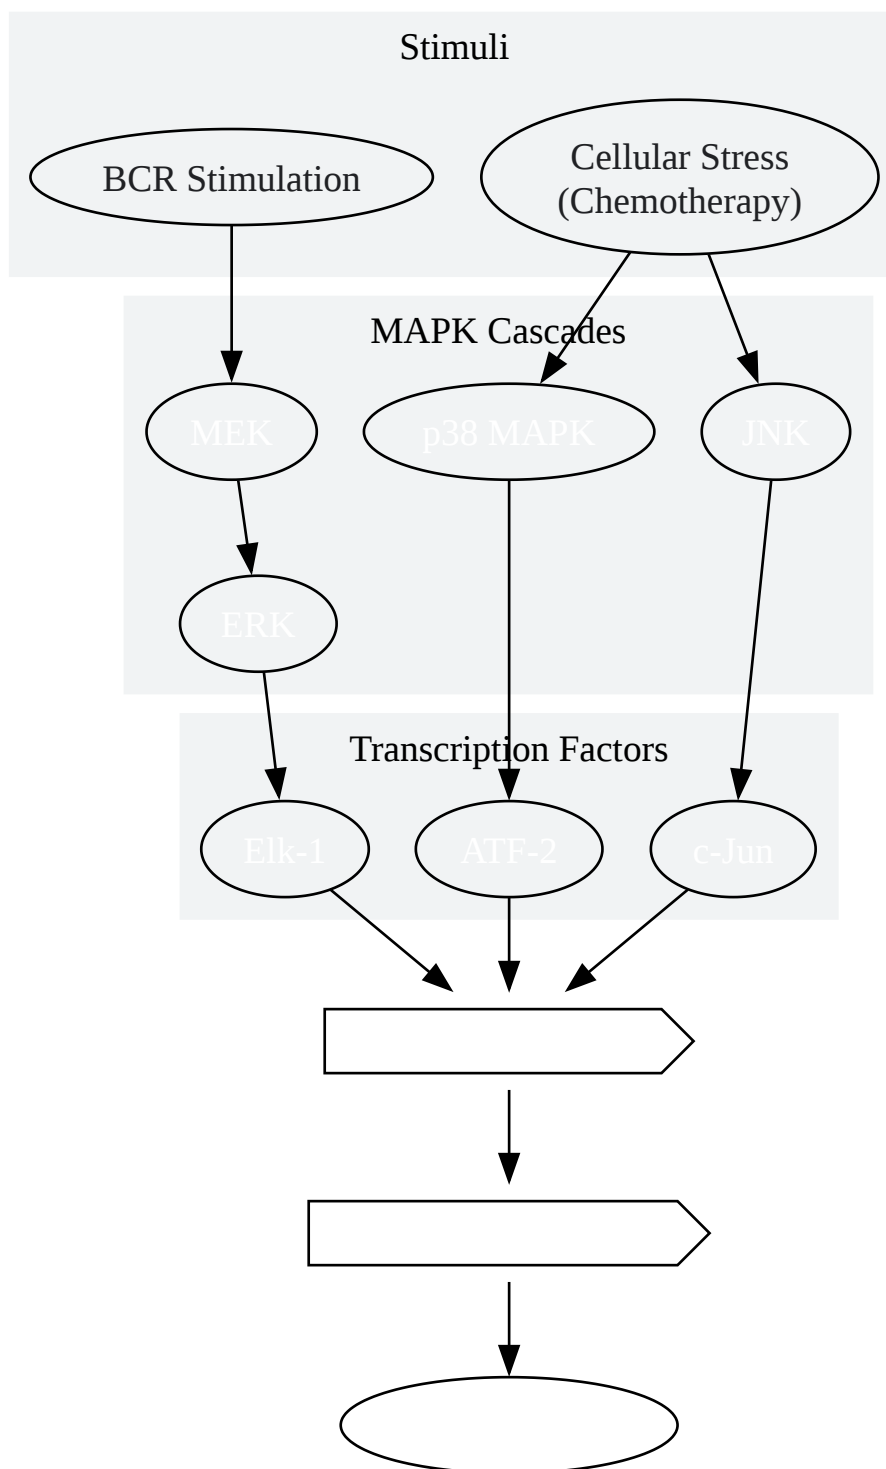 Stimuli
BCR Stimulation
Cellular Stress
(Chemotherapy)
MAPK Cascades
MEK
p38 MAPK
JNK
ERK
Transcription Factors
Elk-1
ATF-2
c-Jun